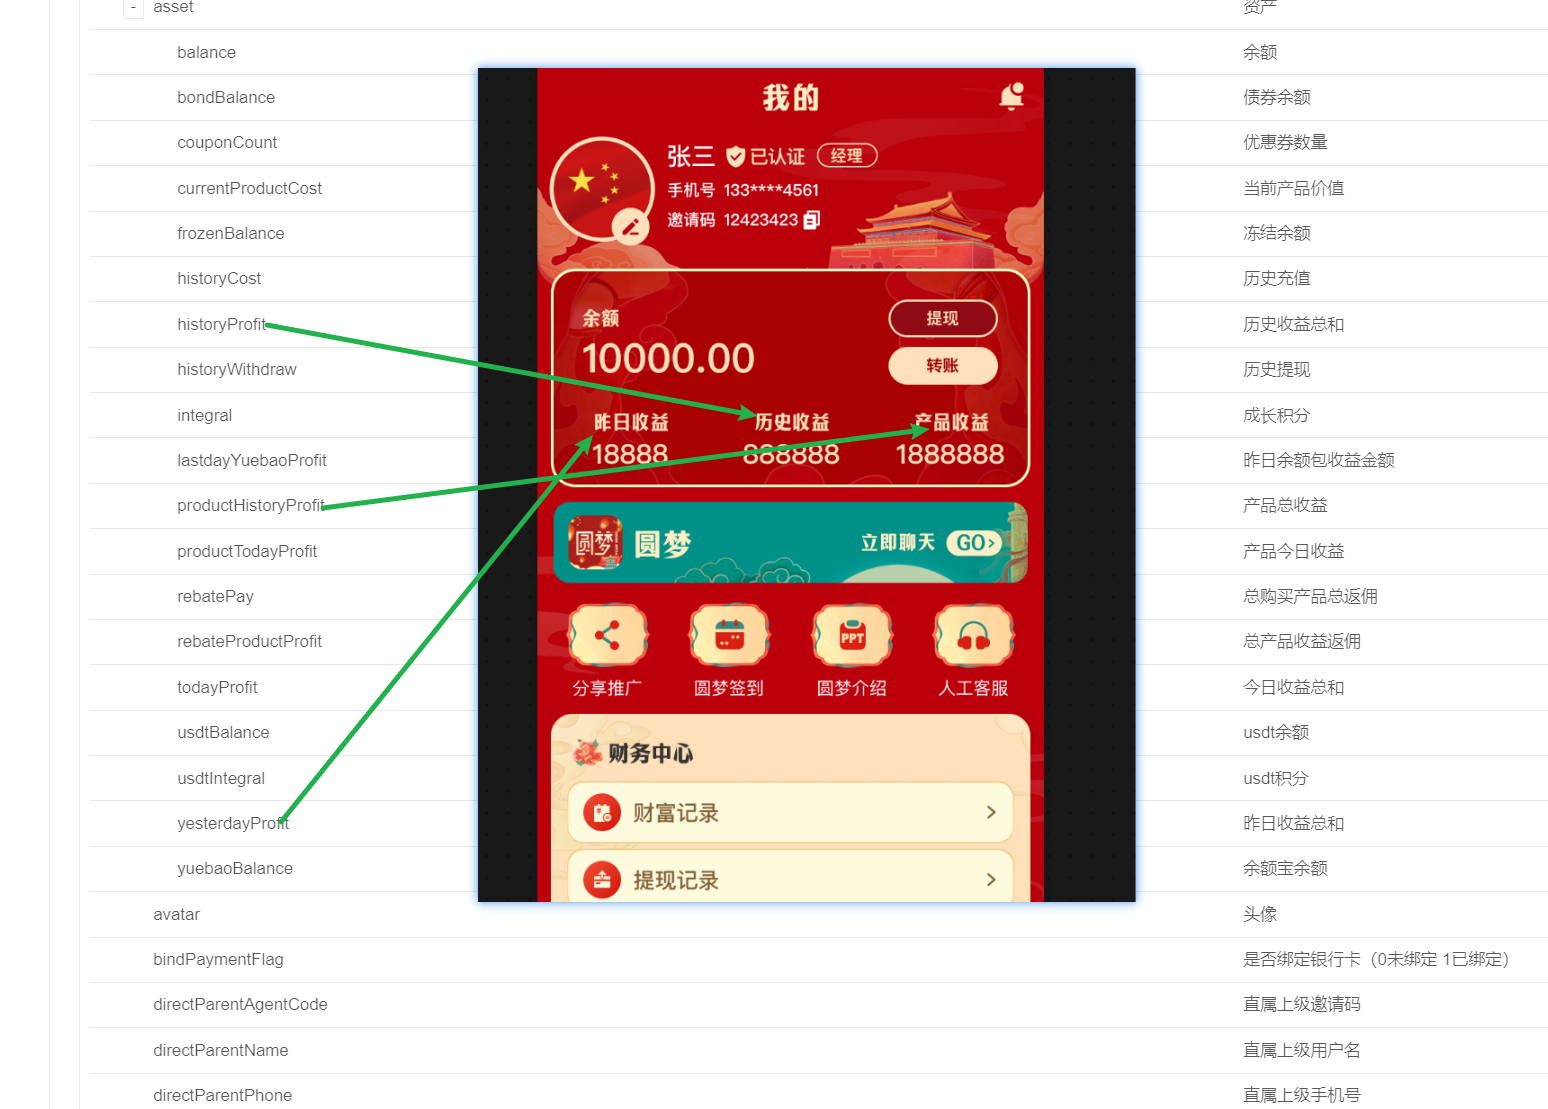 - asset 资产
balance 余额
bondBalance 债券余额
couponCount 优惠券数量
currentProductCost 当前产品价值
frozenBalance 冻结余额
historyCost 历史充值
historyProfit 历史收益总和
historyWithdraw 历史提现
integral 成长积分
lastdayYuebaoProfit 昨日余额包收益金额
productHistoryProfit 产品总收益
productTodayProfit 产品今日收益
rebatePay 总购买产品总返佣
rebateProductProfit 总产品收益返佣
todayProfit 今日收益总和
usdtBalance usdt余额
usdtIntegral usdt积分
yesterdayProfit 昨日收益总和
yuebaoBalance 余额宝余额
avatar 头像
bindPaymentFlag 是否绑定银行卡（0未绑定 1已绑定）
directParentAgentCode 直属上级邀请码
directParentName 直属上级用户名
directParentPhone 直属上级手机号
我的
张三 已认证 经理
手机号 133****4561
邀请码 12423423
余额 提现
10000.00 转账
昨日收益 历史收益 产品收益
18888 888888 1888888
圆梦 圆梦 立即聊天 GO›
PPT
分享推广 圆梦签到 圆梦介绍 人工客服
财务中心
财富记录
提现记录